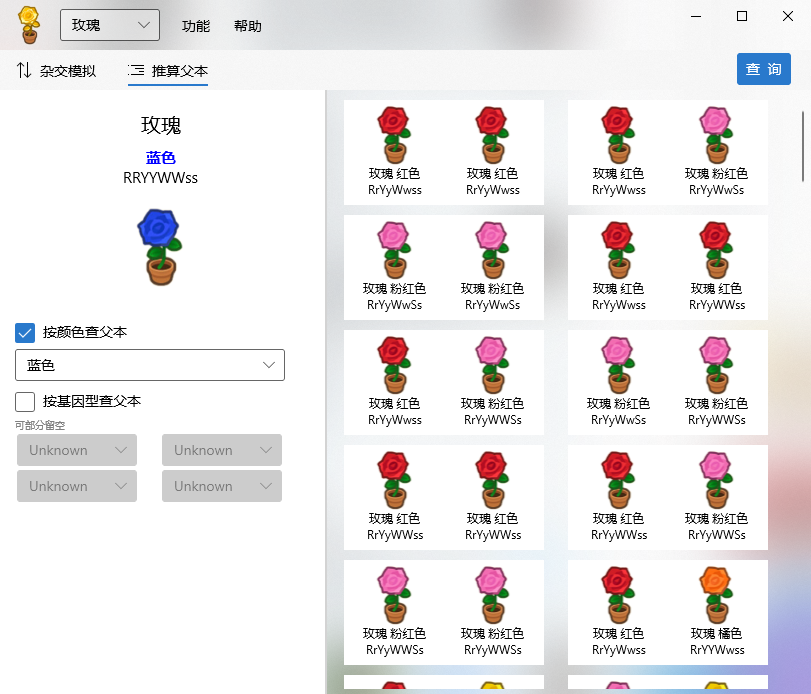 玫瑰 功能 帮助
杂交模拟 推算父本 查 询
玫瑰
蓝色
RRYYWWss
按颜色查父本
蓝色
按基因型查父本
可部分留空
Unknown Unknown
Unknown Unknown
玫瑰 红色 玫瑰 红色 玫瑰 红色 玫瑰 粉红色
RrYyWwss RrYyWwss RrYyWwss RrYyWwSs
玫瑰 粉红色 玫瑰 粉红色 玫瑰 红色 玫瑰 红色
RrYyWwSs RrYyWwSs RrYyWwss RrYyWWss
玫瑰 红色 玫瑰 粉红色 玫瑰 粉红色 玫瑰 粉红色
RrYyWwss RrYyWWSs RrYyWwSs RrYyWWSs
玫瑰 红色 玫瑰 红色 玫瑰 红色 玫瑰 粉红色
RrYyWWss RrYyWWss RrYyWWss RrYyWWSs
玫瑰 粉红色 玫瑰 粉红色 玫瑰 红色 玫瑰 橘色
RrYyWWSs RrYyWWSs RrYyWwss RrYYWwss